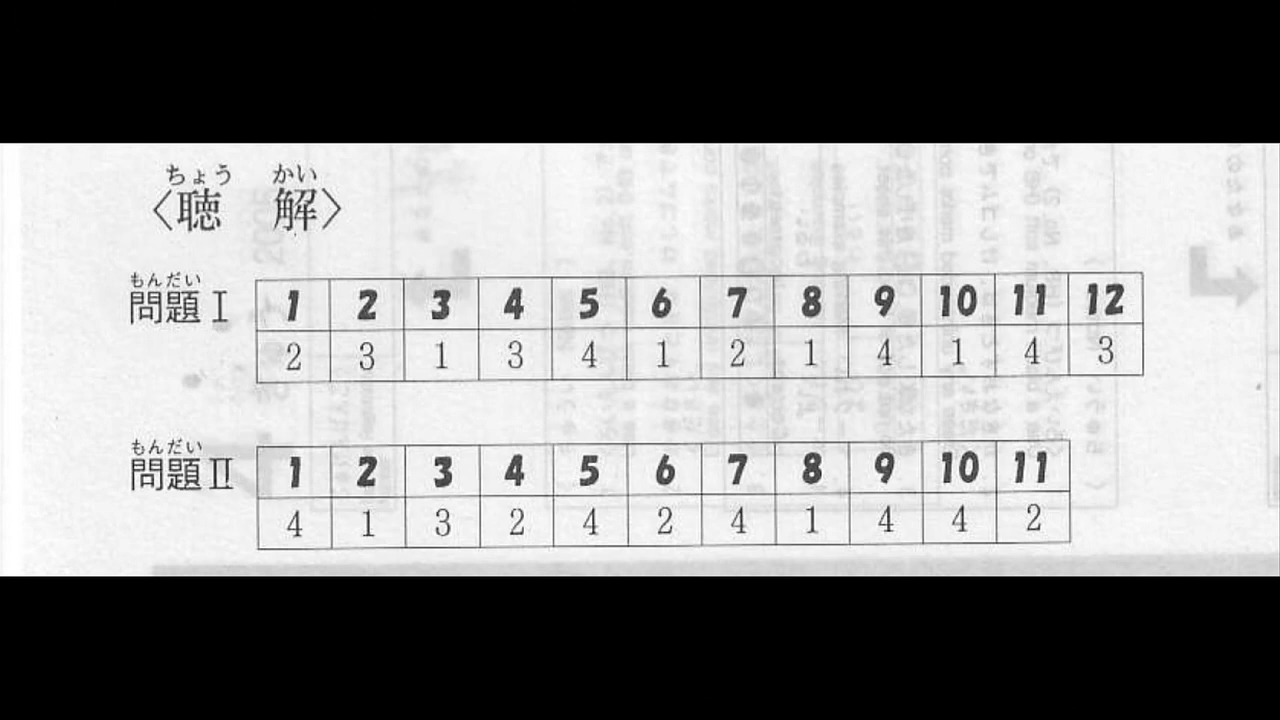 ちょう かい
〈聴 解〉
もんだい
問題Ⅰ 1 2 3 4 5 6 7 8 9 10 11 12
2 3 1 3 4 1 2 1 4 1 4 3
もんだい
問題Ⅱ 1 2 3 4 5 6 7 8 9 10 11
4 1 3 2 4 2 4 1 4 4 2